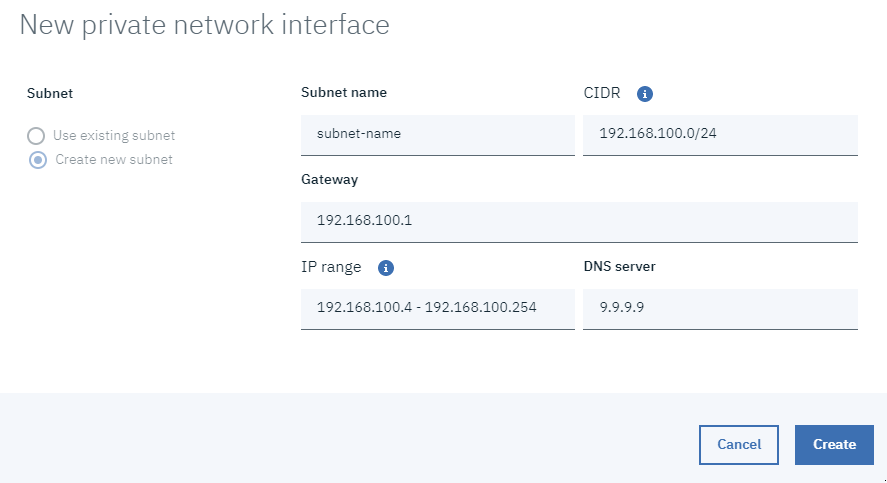 New private network interface
Subnet
Use existing subnet
Create new subnet
Subnet name
CIDR
subnet-name
192.168.100.0/24
Gateway
192.168.100.1
IP range
DNS server
192.168.100.4 - 192.168.100.254
9.9.9.9
Cancel
Create